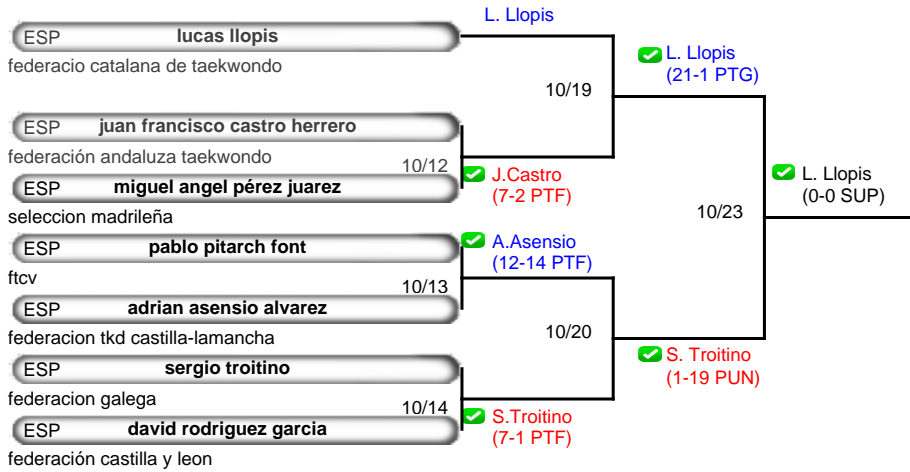 L. Llopis
ESP lucas llopis
federacio catalana de taekwondo
L. Llopis
(21-1 PTG)
10/19
ESP juan francisco castro herrero
federación andaluza taekwondo
10/12
ESP miguel angel pérez juarez
J.Castro
(7-2 PTF)
L. Llopis
(0-0 SUP)
seleccion madrileña
10/23
ESP pablo pitarch font
A.Asensio
(12-14 PTF)
ftcv
10/13
ESP adrian asensio alvarez
federacion tkd castilla-lamancha
10/20
ESP sergio troitino
S. Troitino
(1-19 PUN)
federacion galega
10/14
ESP david rodriguez garcia
S.Troitino
(7-1 PTF)
federación castilla y leon